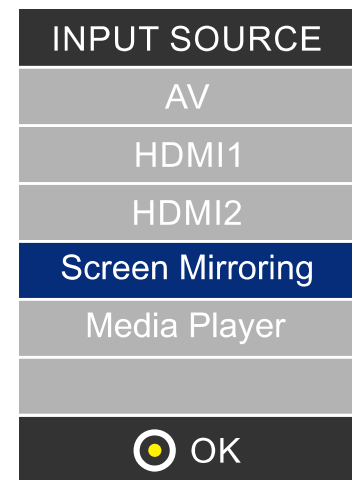 INPUT SOURCE
AV
HDMI1
HDMI2
Screen Mirroring
Media Player
OK